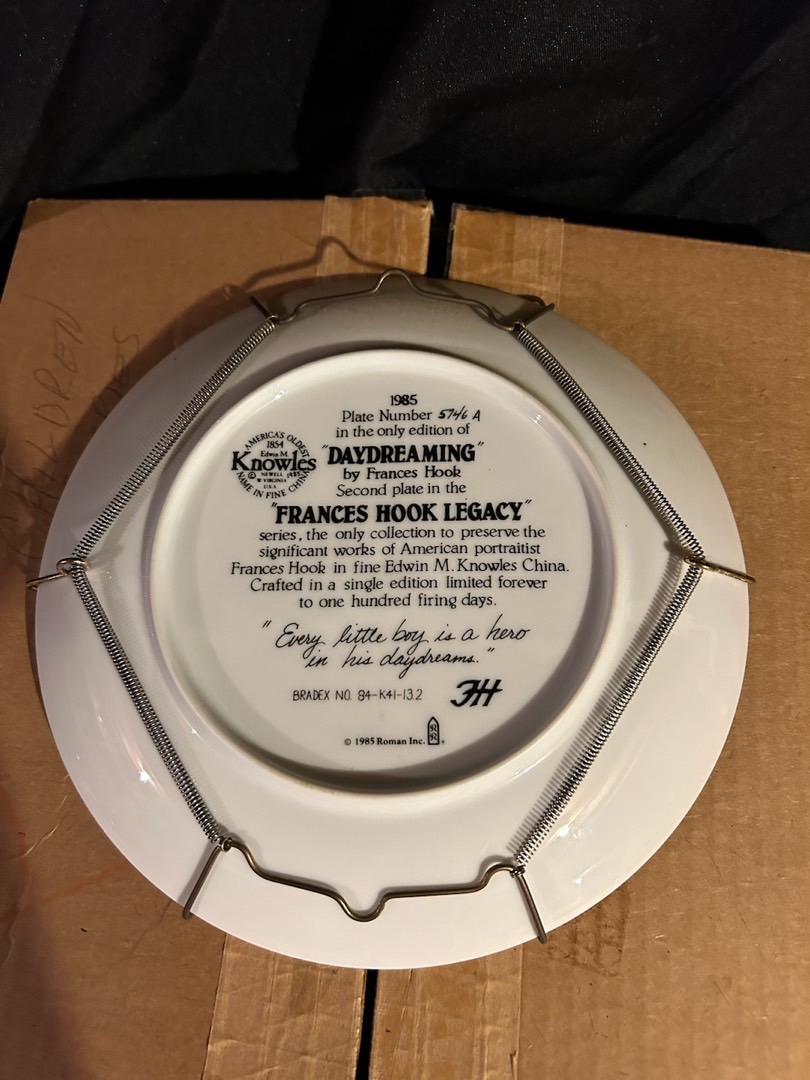 1985
Plate Number 5746 A
in the only edition of
"DAYDREAMING"
by Frances Hook
Second plate in the
"FRANCES HOOK LEGACY"
series, the only collection to preserve the
significant works of American portraitist
Frances Hook in fine Edwin M. Knowles China.
Crafted in a single edition limited forever
to one hundred firing days.
"Every little boy is a hero
in his daydreams."
BRADEX NO. 84-K41-13.2
FH
© 1985 Roman Inc.
AMERICA'S OLDEST
1854
Edwin M.
Knowles
© NEWELL 1985
W VIRGINIA
U.S.A.
NAME IN FINE CHINA